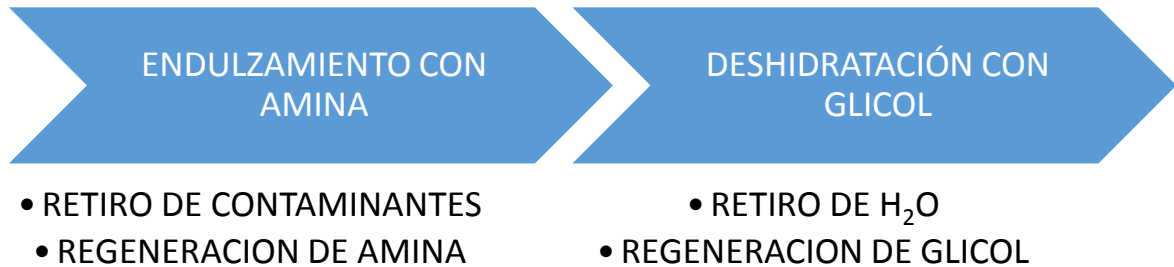 ENDULZAMIENTO CON
AMINA
• RETIRO DE CONTAMINANTES
• REGENERACION DE AMINA
DESHIDRATACIÓN CON
GLICOL
• RETIRO DE H₂O
• REGENERACION DE GLICOL